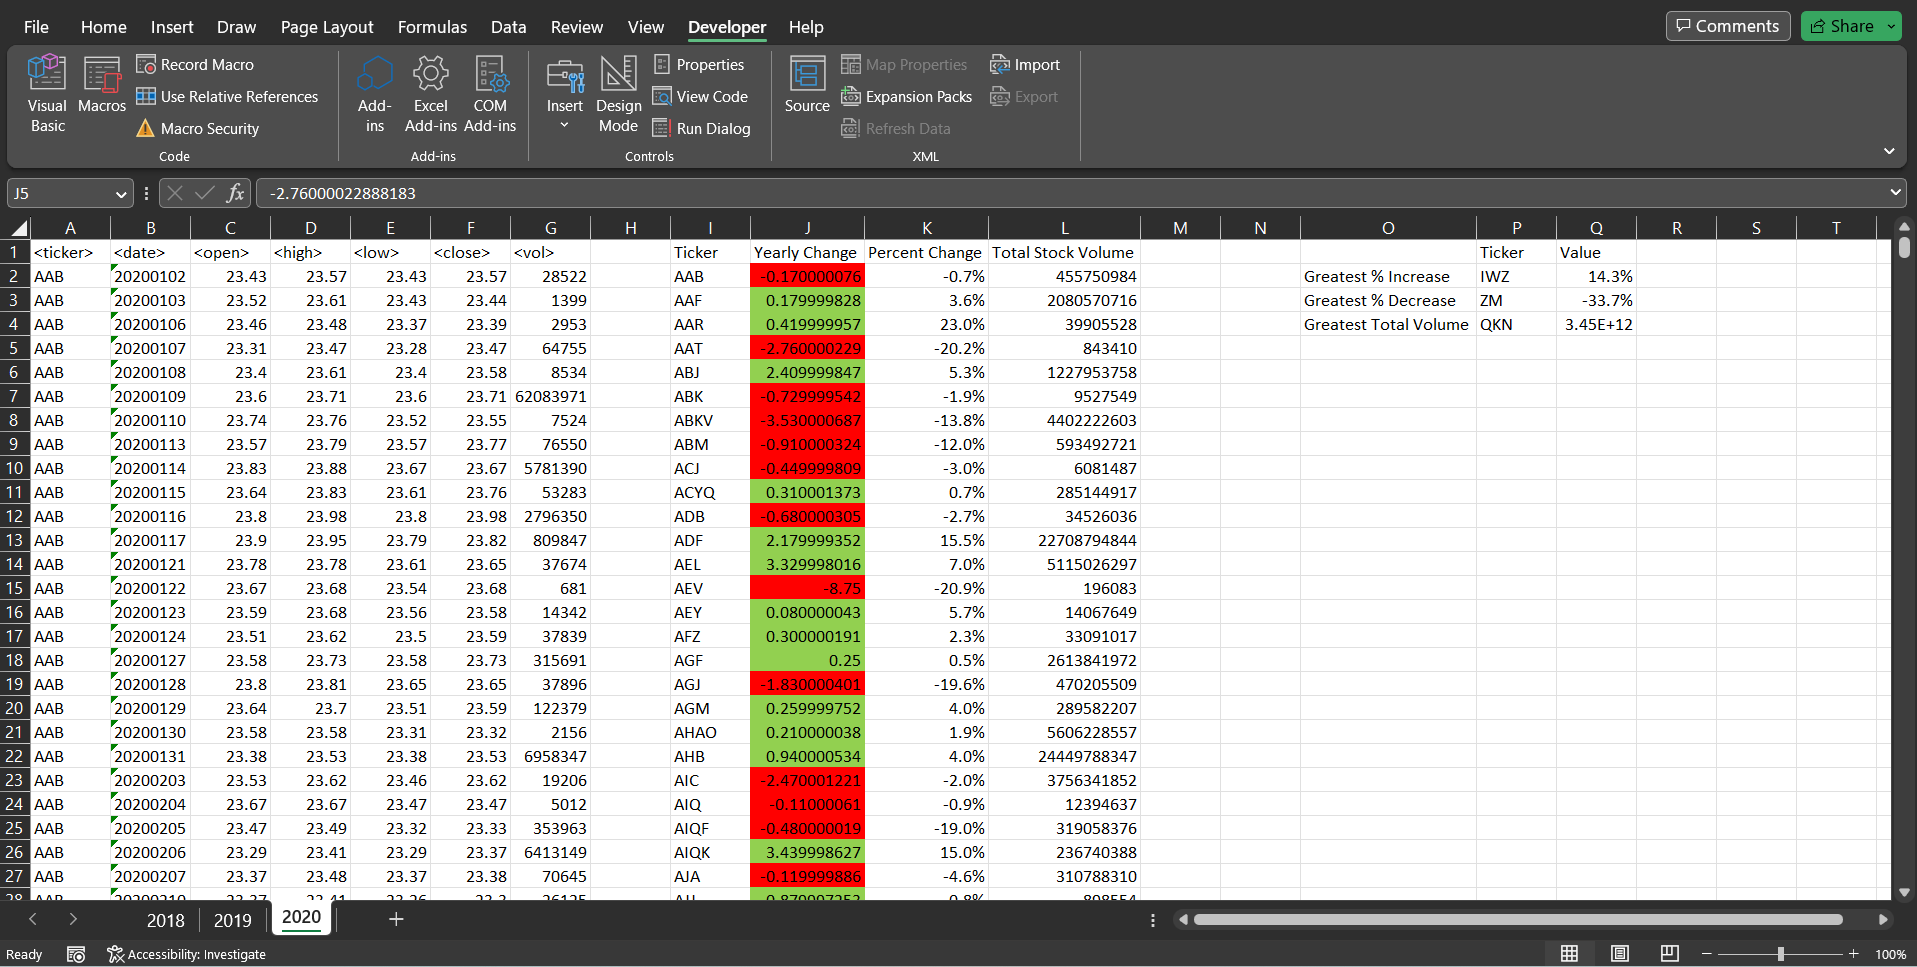 File Home Insert Draw Page Layout Formulas Data Review View Developer Help Comments Share
Visual Basic Macros Record Macro Use Relative References Macro Security Code
Add-ins Excel Add-ins COM Add-ins Add-ins
Insert Design Mode Properties View Code Run Dialog Controls
Source Map Properties Expansion Packs Refresh Data Import Export XML
J5 fx -2.76000022888183
A B C D E F G H I J K L M N O P Q R S T
1 <ticker> <date> <open> <high> <low> <close> <vol> Ticker Yearly Change Percent Change Total Stock Volume Ticker Value
2 AAB 20200102 23.43 23.57 23.43 23.57 28522 AAB -0.170000076 -0.7% 455750984 Greatest % Increase IWZ 14.3%
3 AAB 20200103 23.52 23.61 23.43 23.44 1399 AAF 0.179999828 3.6% 2080570716 Greatest % Decrease ZM -33.7%
4 AAB 20200106 23.46 23.48 23.37 23.39 2953 AAR 0.419999957 23.0% 39905528 Greatest Total Volume QKN 3.45E+12
5 AAB 20200107 23.31 23.47 23.28 23.47 64755 AAT -2.760000229 -20.2% 843410
6 AAB 20200108 23.4 23.61 23.4 23.58 8534 ABJ 2.409999847 5.3% 1227953758
7 AAB 20200109 23.6 23.71 23.6 23.71 62083971 ABK -0.729999542 -1.9% 9527549
8 AAB 20200110 23.74 23.76 23.52 23.55 7524 ABKV -3.530000687 -13.8% 4402222603
9 AAB 20200113 23.57 23.79 23.57 23.77 76550 ABM -0.910000324 -12.0% 593492721
10 AAB 20200114 23.83 23.88 23.67 23.67 5781390 ACJ -0.449999809 -3.0% 6081487
11 AAB 20200115 23.64 23.83 23.61 23.76 53283 ACYQ 0.310001373 0.7% 285144917
12 AAB 20200116 23.8 23.98 23.8 23.98 2796350 ADB -0.680000305 -2.7% 34526036
13 AAB 20200117 23.9 23.95 23.79 23.82 809847 ADF 2.179999352 15.5% 22708794844
14 AAB 20200121 23.78 23.78 23.61 23.65 37674 AEL 3.329998016 7.0% 5115026297
15 AAB 20200122 23.67 23.68 23.54 23.68 681 AEV -8.75 -20.9% 196083
16 AAB 20200123 23.59 23.68 23.56 23.58 14342 AEY 0.080000043 5.7% 14067649
17 AAB 20200124 23.51 23.62 23.5 23.59 37839 AFZ 0.300000191 2.3% 33091017
18 AAB 20200127 23.58 23.73 23.58 23.73 315691 AGF 0.25 0.5% 2613841972
19 AAB 20200128 23.8 23.81 23.65 23.65 37896 AGJ -1.830000401 -19.6% 470205509
20 AAB 20200129 23.64 23.7 23.51 23.59 122379 AGM 0.259999752 4.0% 289582207
21 AAB 20200130 23.58 23.58 23.31 23.32 2156 AHAO 0.210000038 1.9% 5606228557
22 AAB 20200131 23.38 23.53 23.38 23.53 6958347 AHB 0.940000534 4.0% 24449788347
23 AAB 20200203 23.53 23.62 23.46 23.62 19206 AIC -2.470001221 -2.0% 3756341852
24 AAB 20200204 23.67 23.67 23.47 23.47 5012 AIQ -0.11000061 -0.9% 12394637
25 AAB 20200205 23.47 23.49 23.32 23.33 353963 AIQF -0.480000019 -19.0% 319058376
26 AAB 20200206 23.29 23.41 23.29 23.37 6413149 AIQK 3.439998627 15.0% 236740388
27 AAB 20200207 23.37 23.48 23.37 23.38 70645 AJA -0.119999886 -4.6% 310788310
28 AAB 20200210
2018 2019 2020
Ready Accessibility: Investigate 100%